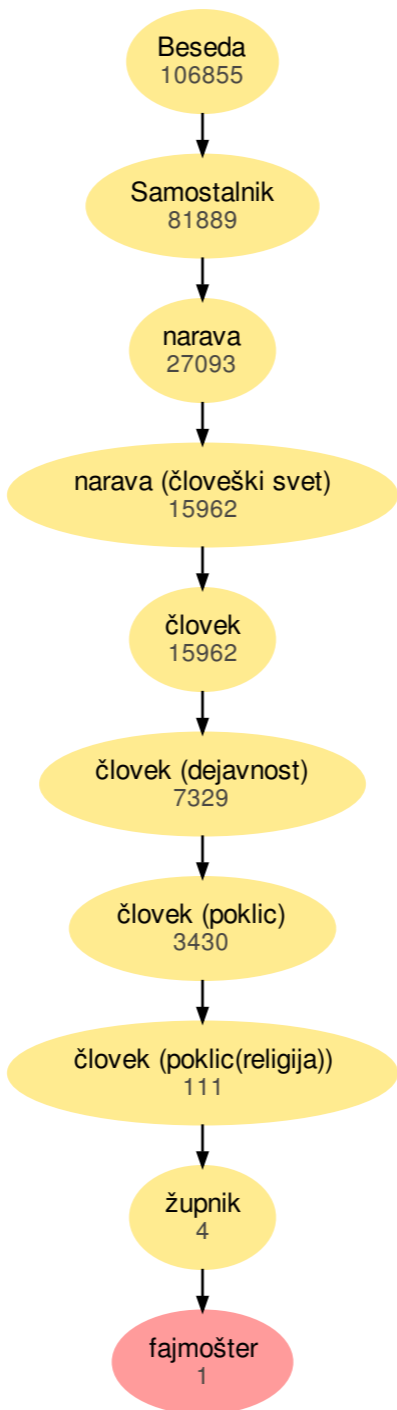 Beseda
106855
Samostalnik
81889
narava
27093
narava (človeški svet)
15962
človek
15962
človek (dejavnost)
7329
človek (poklic)
3430
človek (poklic(religija))
111
župnik
4
fajmošter
1